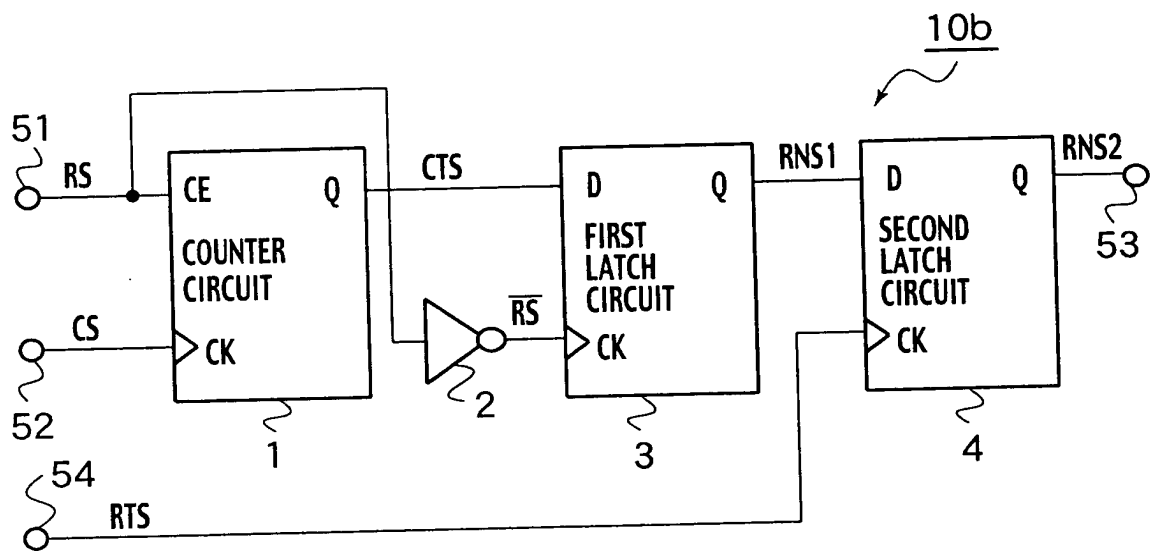 10b
51
RS
CE
Q
COUNTER
CIRCUIT
CS
CK
52
1
CTS
2
RS̅
D
Q
FIRST
LATCH
CIRCUIT
CK
3
RNS1
D
Q
SECOND
LATCH
CIRCUIT
CK
4
RNS2
53
54
RTS